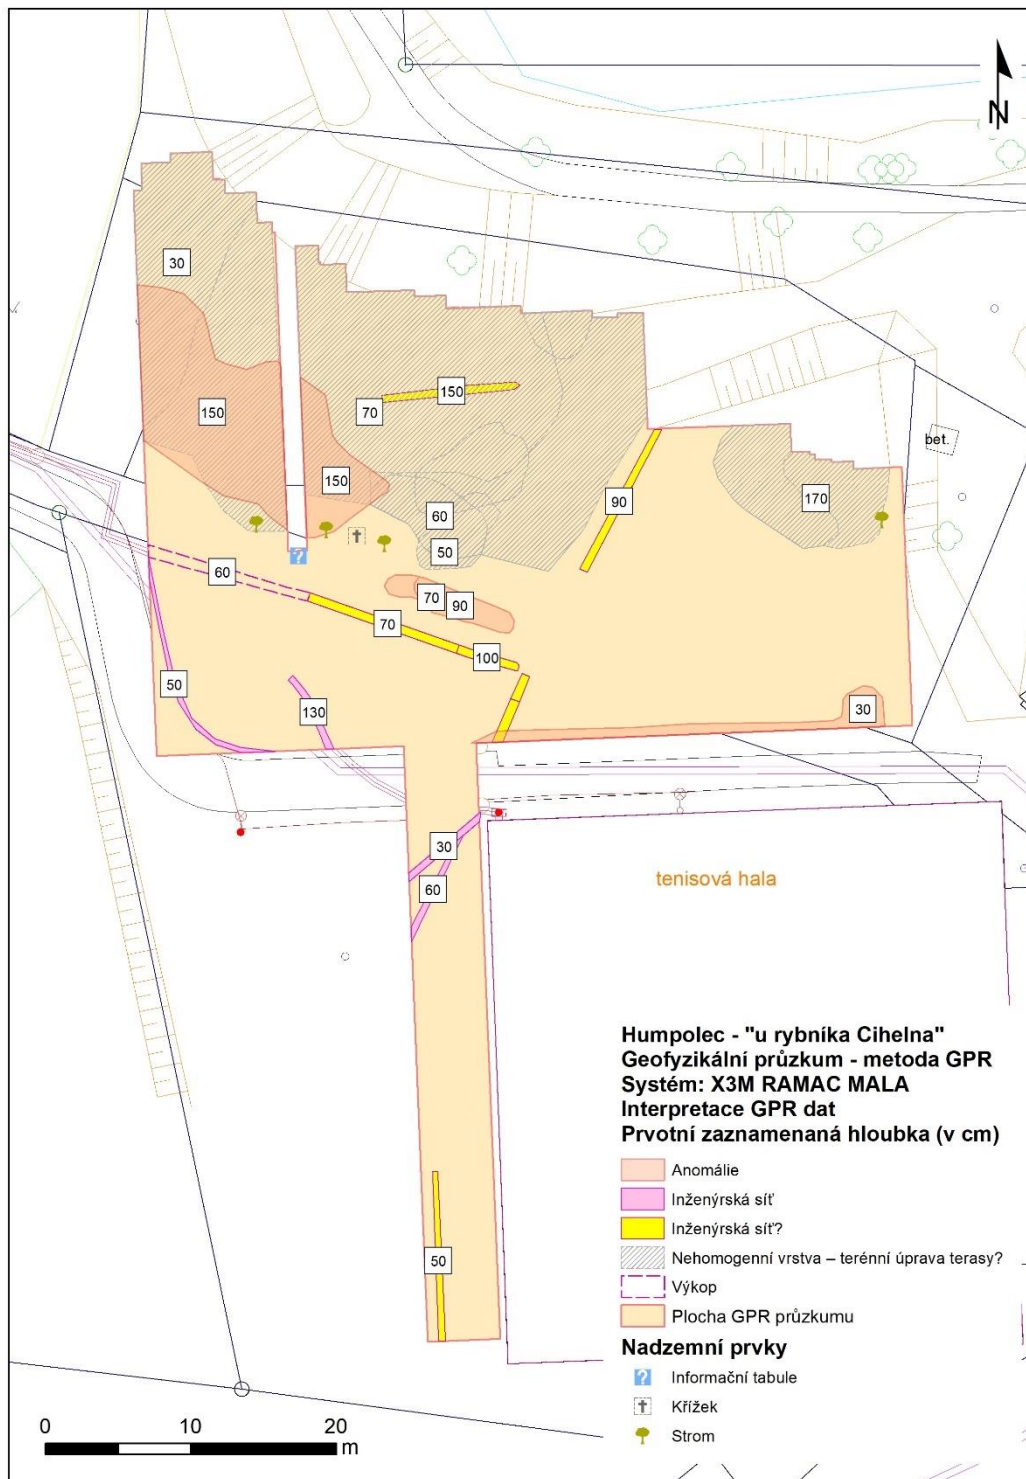 N
30
150
150
70
bet.
90
150
170
60
50
60
70
90
70
100
50
130
30
30
60
tenisová hala
50
Humpolec - "u rybníka Cihelna"
Geofyzikální průzkum - metoda GPR
Systém: X3M RAMAC MALA
Interpretace GPR dat
Prvotní zaznamenaná hloubka (v cm)
Anomálie
Inženýrská síť
Inženýrská síť?
Nehomogenní vrstva – terénní úprava terasy?
Výkop
Plocha GPR průzkumu
Nadzemní prvky
? Informační tabule
Křížek
Strom
0 10 20
m